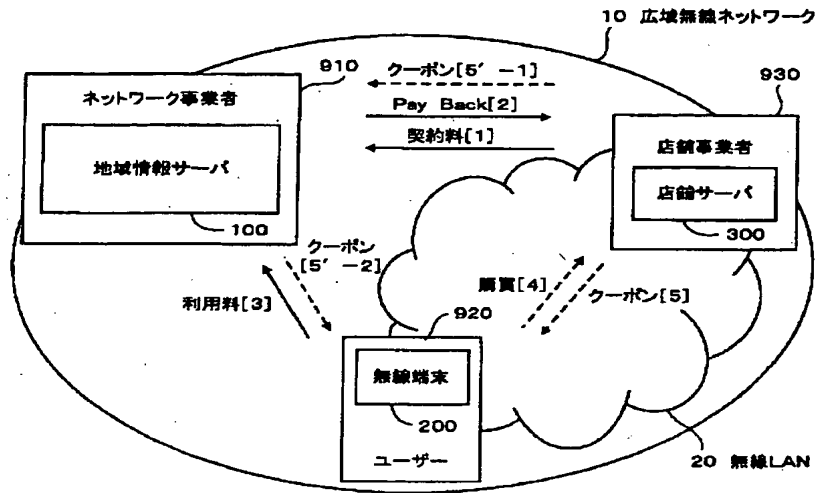 10 広域無線ネットワーク
910
ネットワーク事業者
地域情報サーバ
100
クーポン[5′-1]
Pay Back[2]
契約料[1]
930
店舗事業者
店舗サーバ
300
クーポン
[5′-2]
利用料[3]
購買[4]
クーポン[5]
920
無線端末
200
ユーザー
20 無線LAN